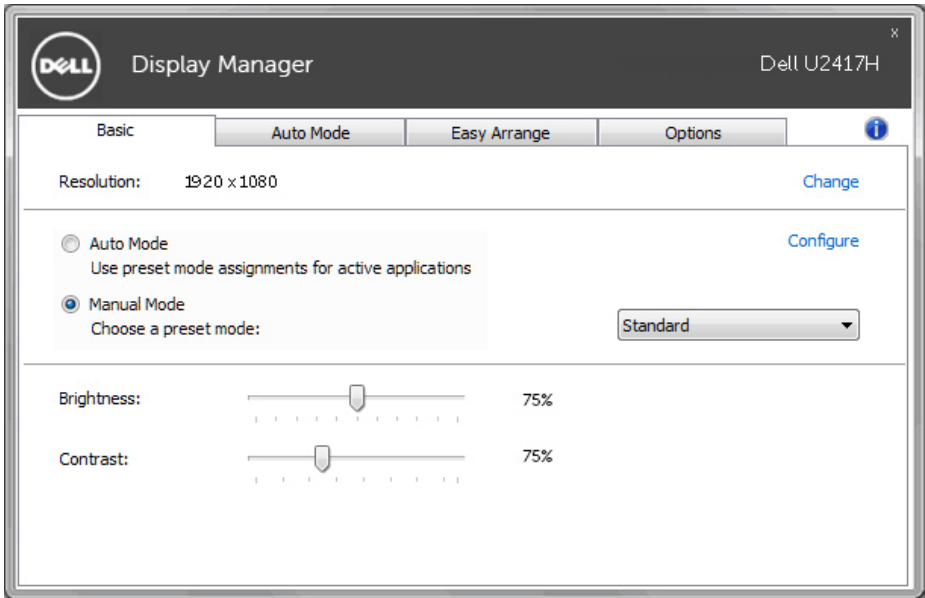 x
DELL Display Manager Dell U2417H
Basic Auto Mode Easy Arrange Options i
Resolution: 1920 x 1080 Change
Auto Mode Configure
Use preset mode assignments for active applications
Manual Mode
Choose a preset mode: Standard
Brightness: 75%
Contrast: 75%